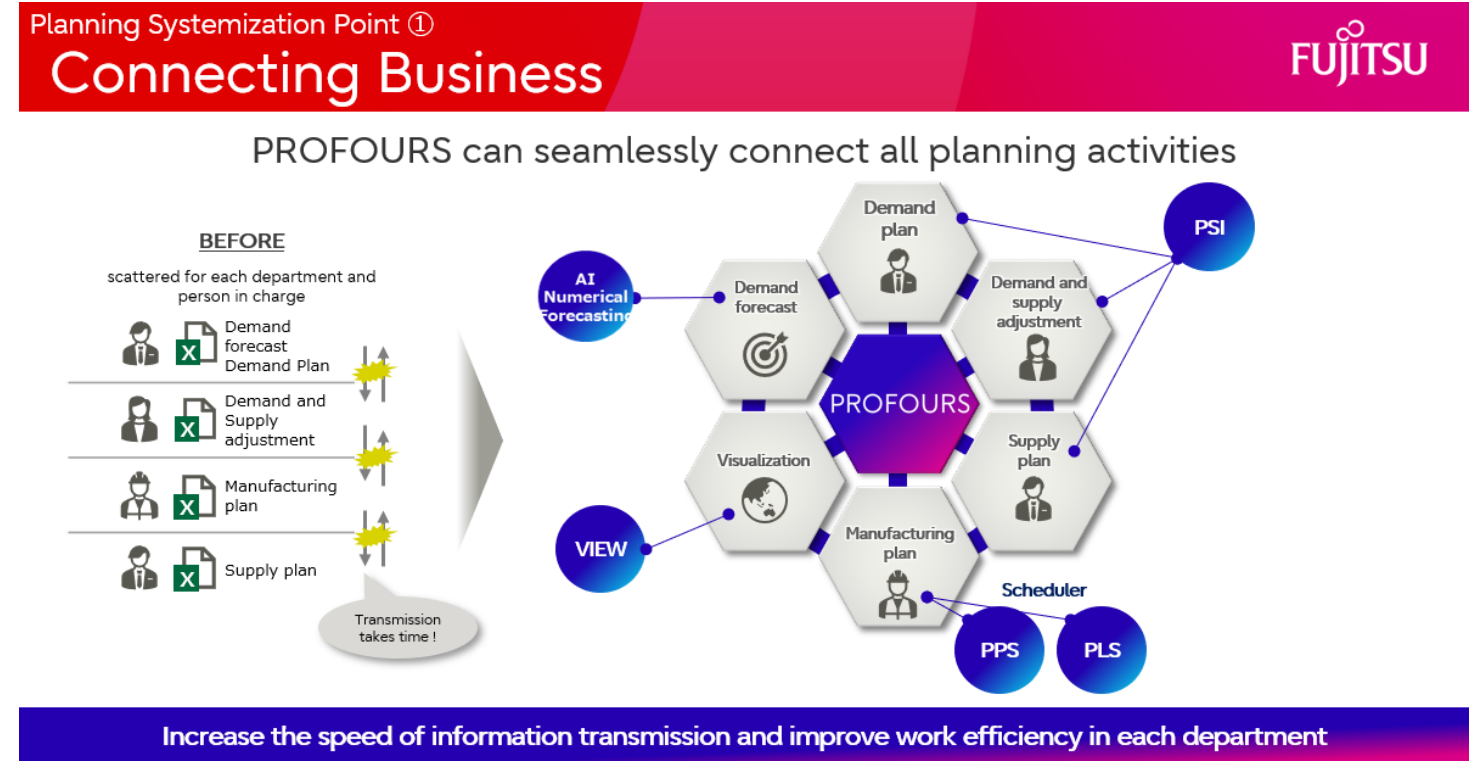 Planning Systemization Point ①
Connecting Business
FUJITSU
PROFOURS can seamlessly connect all planning activities
BEFORE
scattered for each department and
person in charge
X
Demand
forecast
Demand Plan
X
Demand and
Supply
adjustment
X
Manufacturing
plan
X
Supply plan
Transmission
takes time !
AI
Numerical
Forecasting
Demand
forecast
Demand
plan
PSI
Demand and
supply
adjustment
PROFOURS
Visualization
Supply
plan
VIEW
Manufacturing
plan
Scheduler
PPS
PLS
Increase the speed of information transmission and improve work efficiency in each department